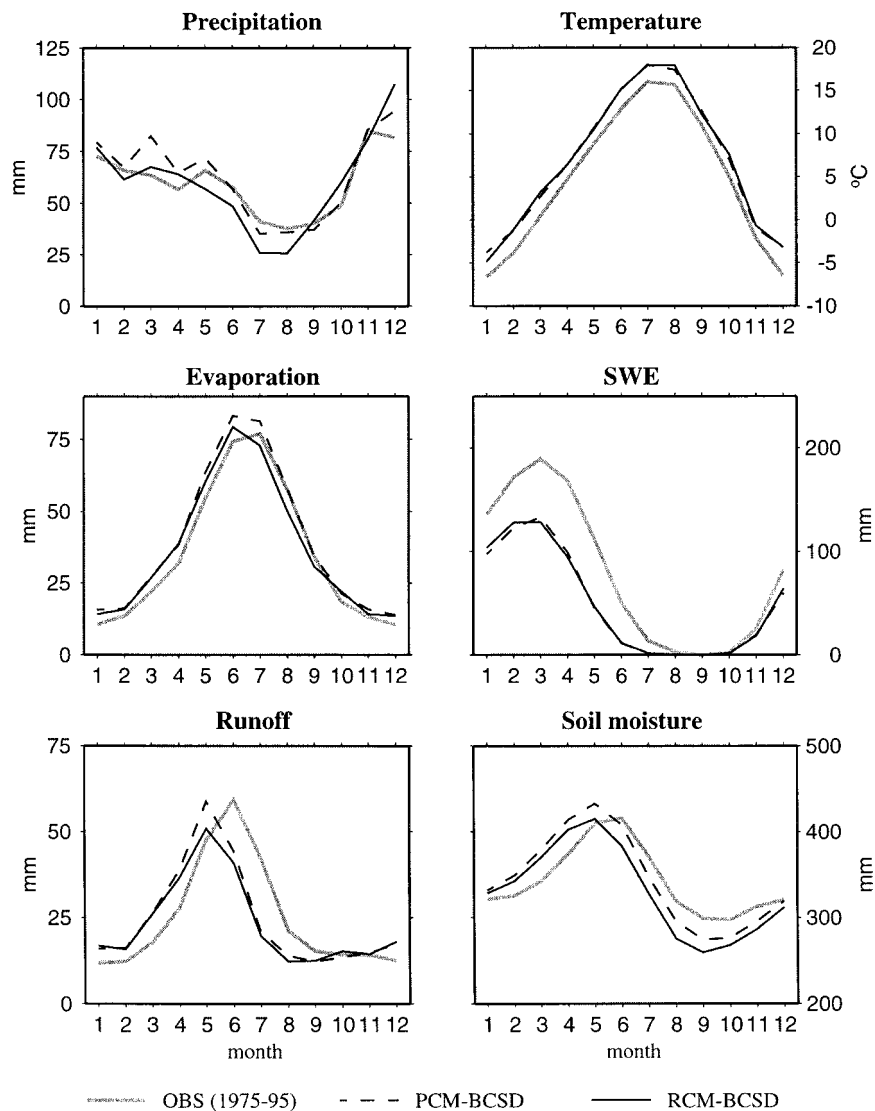 Precipitation
Temperature
125
100
75
50
25
0
mm
20
15
10
5
0
-5
-10
ºC
1 2 3 4 5 6 7 8 9 10 11 12
1 2 3 4 5 6 7 8 9 10 11 12
Evaporation
SWE
75
50
25
0
mm
200
100
0
mm
1 2 3 4 5 6 7 8 9 10 11 12
1 2 3 4 5 6 7 8 9 10 11 12
Runoff
Soil moisture
75
50
25
0
mm
500
400
300
200
mm
1 2 3 4 5 6 7 8 9 10 11 12
1 2 3 4 5 6 7 8 9 10 11 12
month
month
OBS (1975-95)
PCM-BCSD
RCM-BCSD